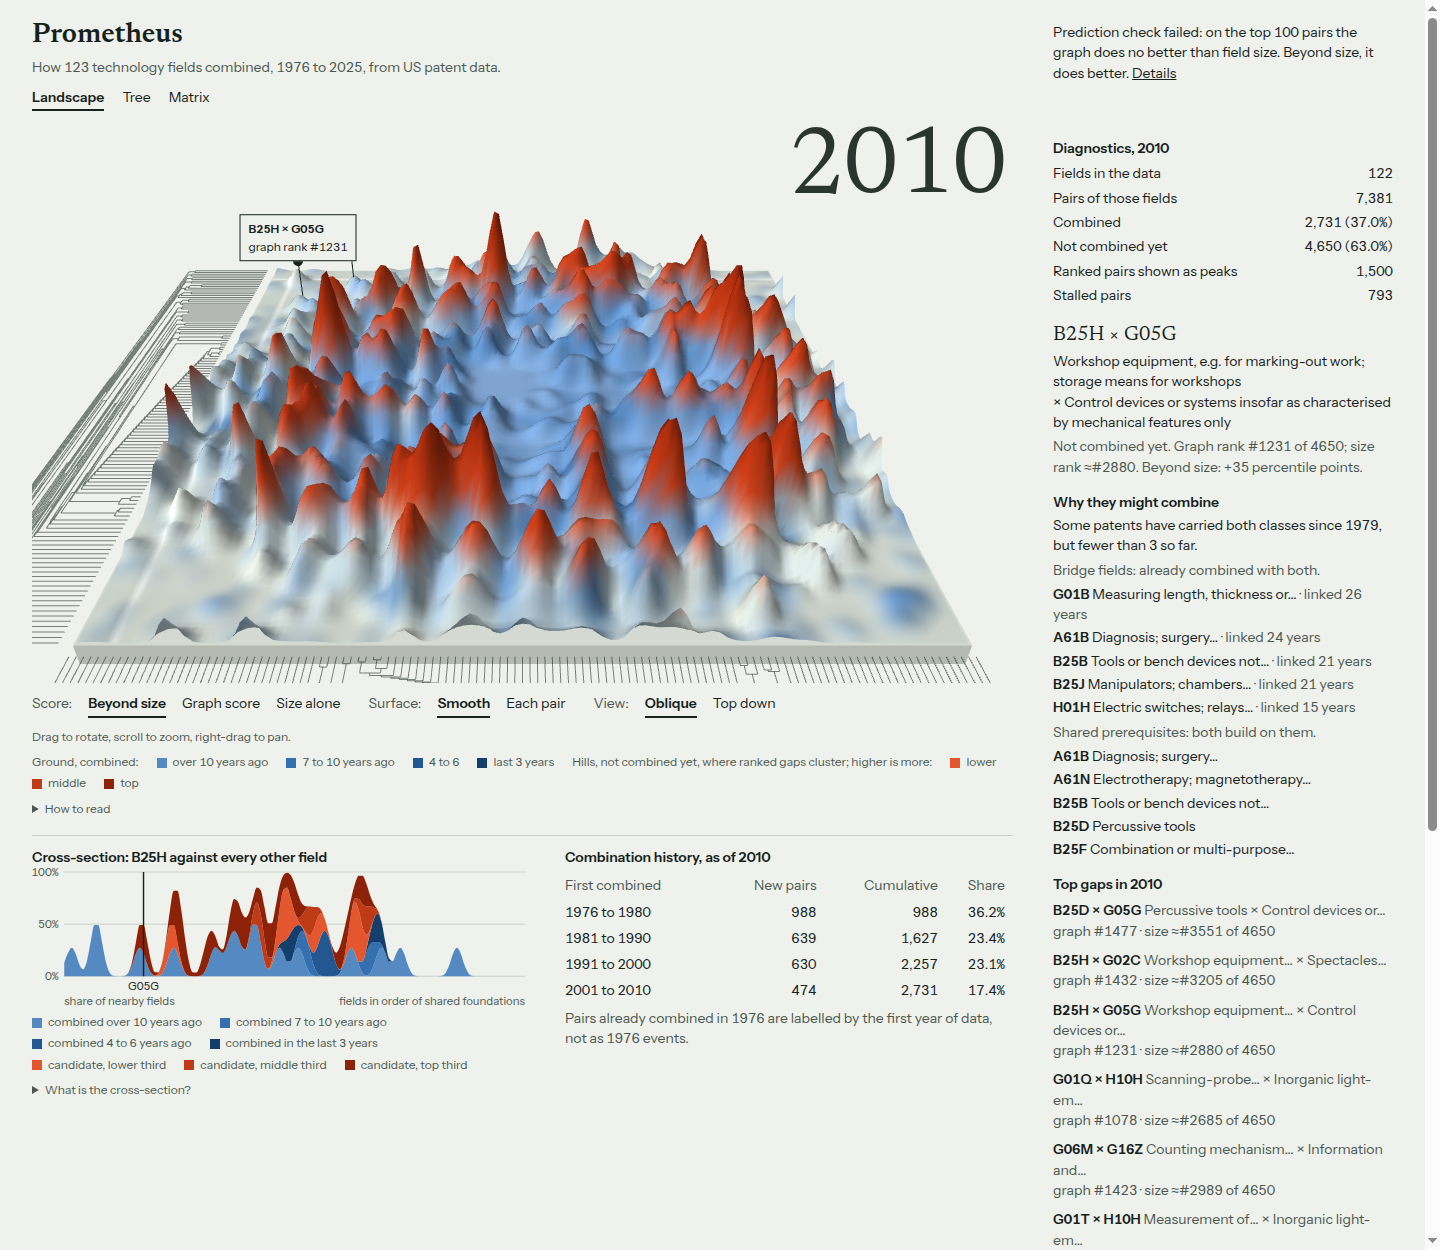 Prometheus
How 123 technology fields combined, 1976 to 2025, from US patent data.
Landscape Tree Matrix
2010
B25H × G05G
graph rank #1231
Score: Beyond size Graph score Size alone Surface: Smooth Each pair View: Oblique Top down
Drag to rotate, scroll to zoom, right-drag to pan.
Ground, combined: over 10 years ago 7 to 10 years ago 4 to 6 last 3 years Hills, not combined yet, where ranked gaps cluster; higher is more: lower
middle top
▶ How to read
Cross-section: B25H against every other field
100%
50%
0%
G05G
share of nearby fields fields in order of shared foundations
combined over 10 years ago combined 7 to 10 years ago
combined 4 to 6 years ago combined in the last 3 years
candidate, lower third candidate, middle third candidate, top third
▶ What is the cross-section?
Combination history, as of 2010
First combined New pairs Cumulative Share
1976 to 1980 988 988 36.2%
1981 to 1990 639 1,627 23.4%
1991 to 2000 630 2,257 23.1%
2001 to 2010 474 2,731 17.4%
Pairs already combined in 1976 are labelled by the first year of data,
not as 1976 events.
Prediction check failed: on the top 100 pairs the
graph does no better than field size. Beyond size, it
does better. Details
Diagnostics, 2010
Fields in the data 122
Pairs of those fields 7,381
Combined 2,731 (37.0%)
Not combined yet 4,650 (63.0%)
Ranked pairs shown as peaks 1,500
Stalled pairs 793
B25H × G05G
Workshop equipment, e.g. for marking-out work;
storage means for workshops
× Control devices or systems insofar as characterised
by mechanical features only
Not combined yet. Graph rank #1231 of 4650; size
rank ≈#2880. Beyond size: +35 percentile points.
Why they might combine
Some patents have carried both classes since 1979,
but fewer than 3 so far.
Bridge fields: already combined with both.
G01B Measuring length, thickness or... · linked 26
years
A61B Diagnosis; surgery... · linked 24 years
B25B Tools or bench devices not... · linked 21 years
B25J Manipulators; chambers... · linked 21 years
H01H Electric switches; relays... · linked 15 years
Shared prerequisites: both build on them.
A61B Diagnosis; surgery...
A61N Electrotherapy; magnetotherapy...
B25B Tools or bench devices not...
B25D Percussive tools
B25F Combination or multi-purpose...
Top gaps in 2010
B25D × G05G Percussive tools × Control devices or...
graph #1477 · size ≈#3551 of 4650
B25H × G02C Workshop equipment... × Spectacles...
graph #1432 · size ≈#3205 of 4650
B25H × G05G Workshop equipment... × Control
devices or...
graph #1231 · size ≈#2880 of 4650
G01Q × H10H Scanning-probe... × Inorganic light-
em...
graph #1078 · size ≈#2685 of 4650
G06M × G16Z Counting mechanism... × Information
and...
graph #1423 · size ≈#2989 of 4650
G01T × H10H Measurement of... × Inorganic light-
em...